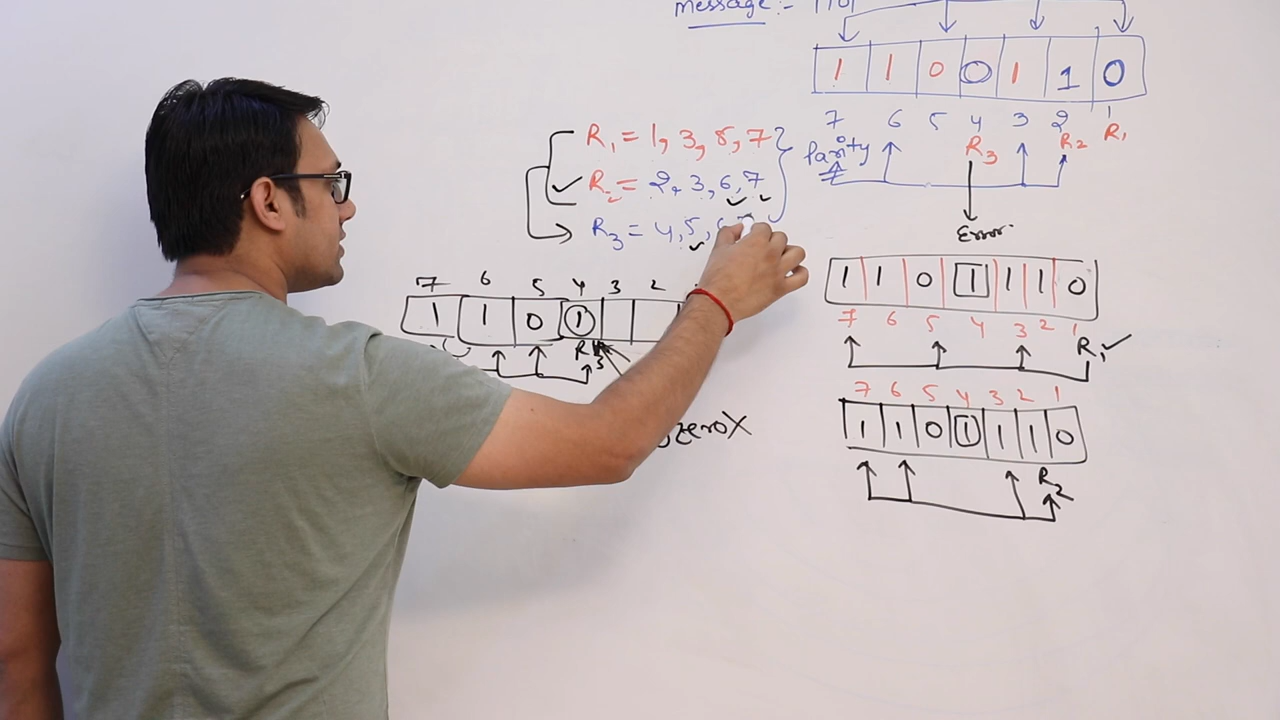 message :- 1101
1 1 0 0 1 1 0
7 6 5 4 3 2 1
Parity R3 R2 R1
R1 = 1, 3, 5, 7
R2 = 2, 3, 6, 7
R3 = 4, 5, 6
Error
1 1 0 1 1 1 0
7 6 5 4 3 2 1
R1
7 6 5 4 3 2
1 1 0 1
R3
7 6 5 4 3 2 1
1 1 0 1 1 1 0
R2
zero X